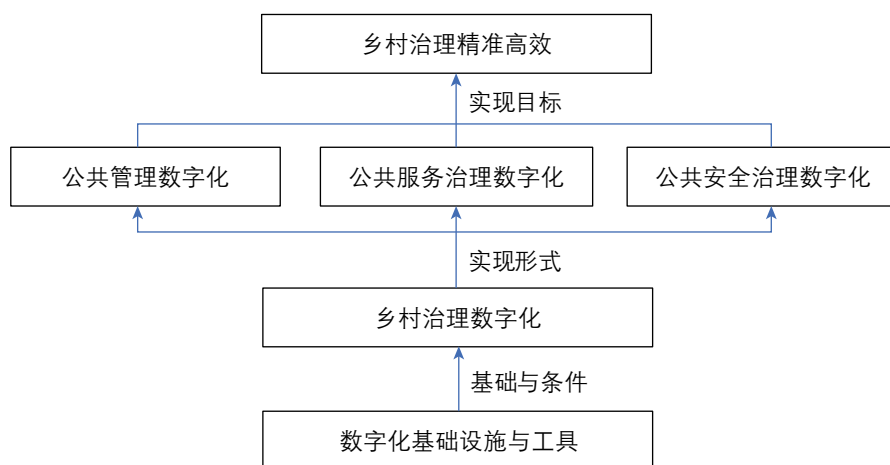 乡村治理精准高效
实现目标
公共管理数字化
公共服务治理数字化
公共安全治理数字化
实现形式
乡村治理数字化
基础与条件
数字化基础设施与工具